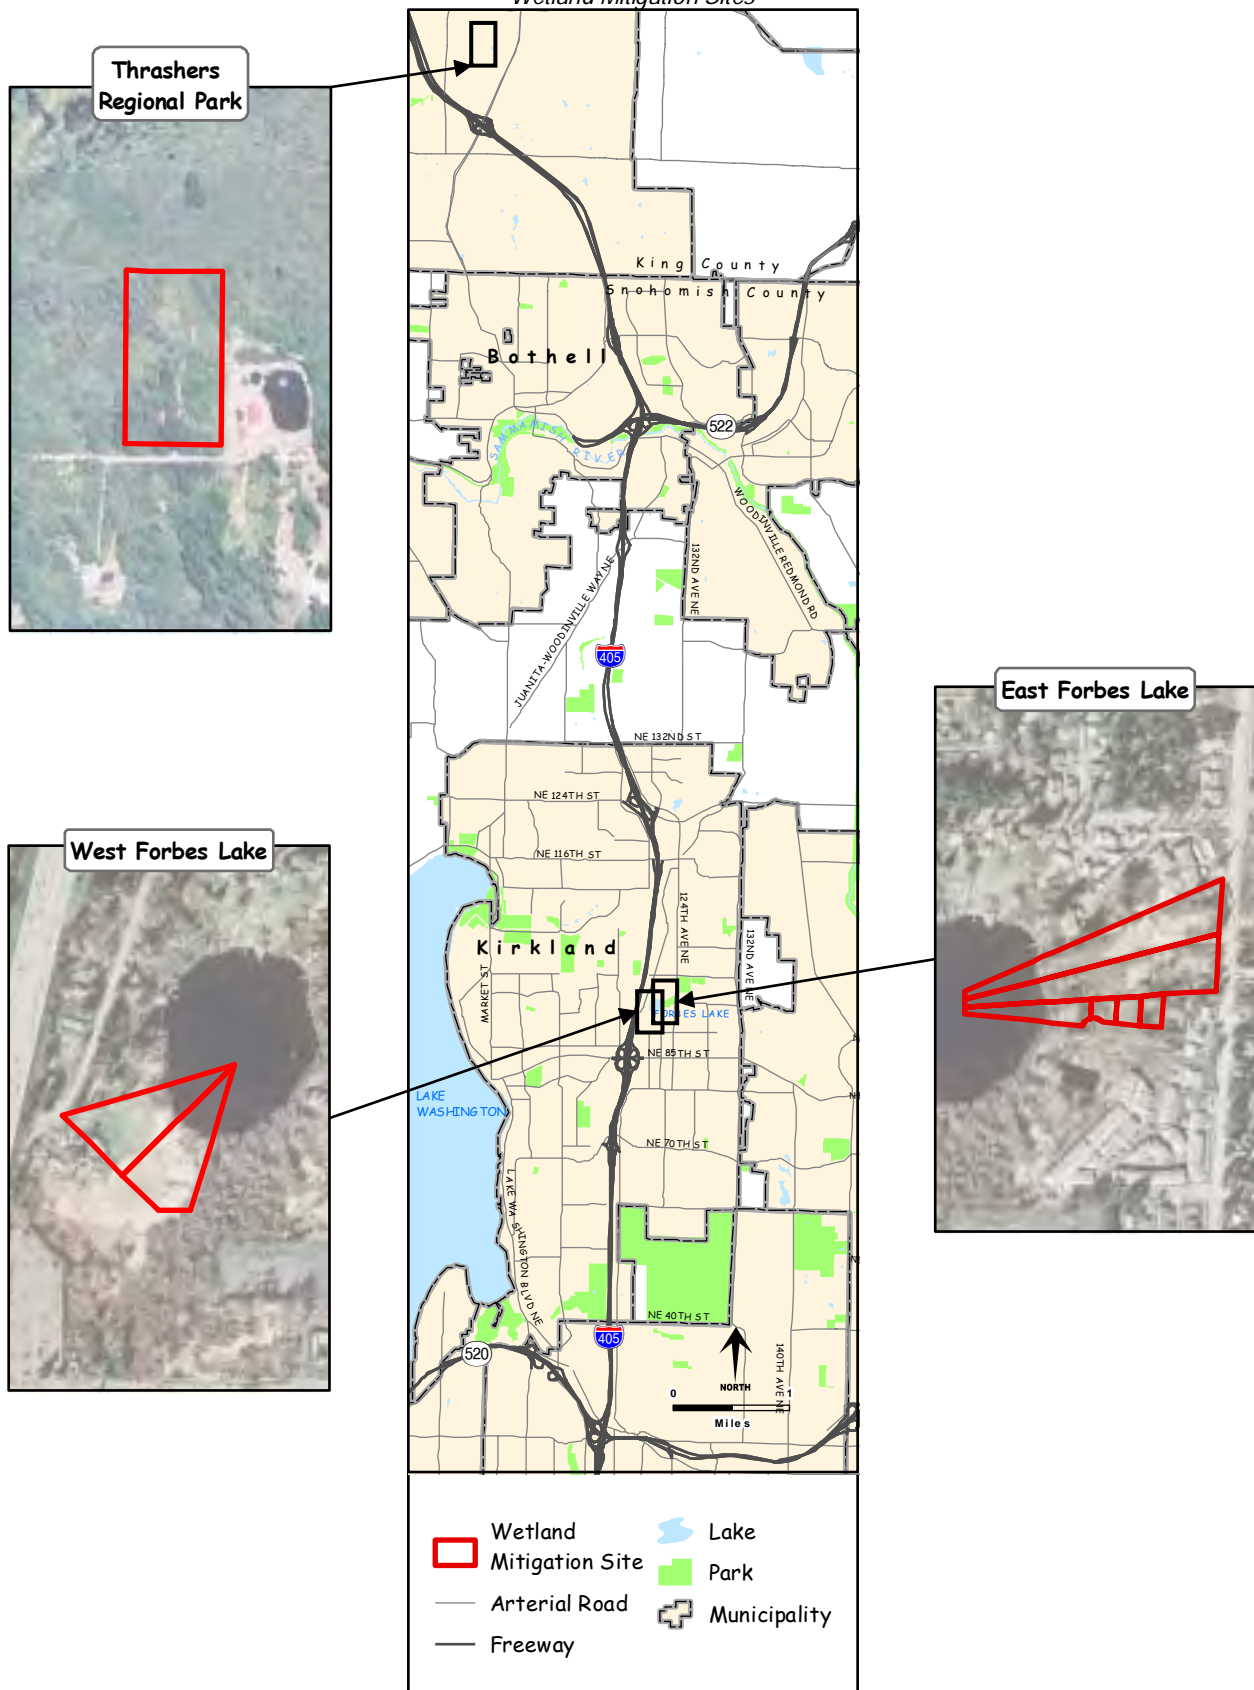 Wetland Mitigation Sites
Thrashers
Regional Park
King County
Snohomish County
Bothell
522
SAMMAMISH RIVER
WOODINVILLE REDMOND RD
132ND AVE NE
JUANITA-WOODINVILLE WAY NE
405
East Forbes Lake
NE 132ND ST
NE 124TH ST
West Forbes Lake
NE 116TH ST
124TH AVE NE
Kirkland
132ND AVE NE
MARKET ST
FORBES LAKE
NE 85TH ST
LAKE
WASHINGTON
NE 70TH ST
LAKE WASHINGTON BLVD NE
NE 40TH ST
405
520
140TH AVE NE
NORTH
0 1
Miles
Wetland
Mitigation Site
Arterial Road
Freeway
Lake
Park
Municipality